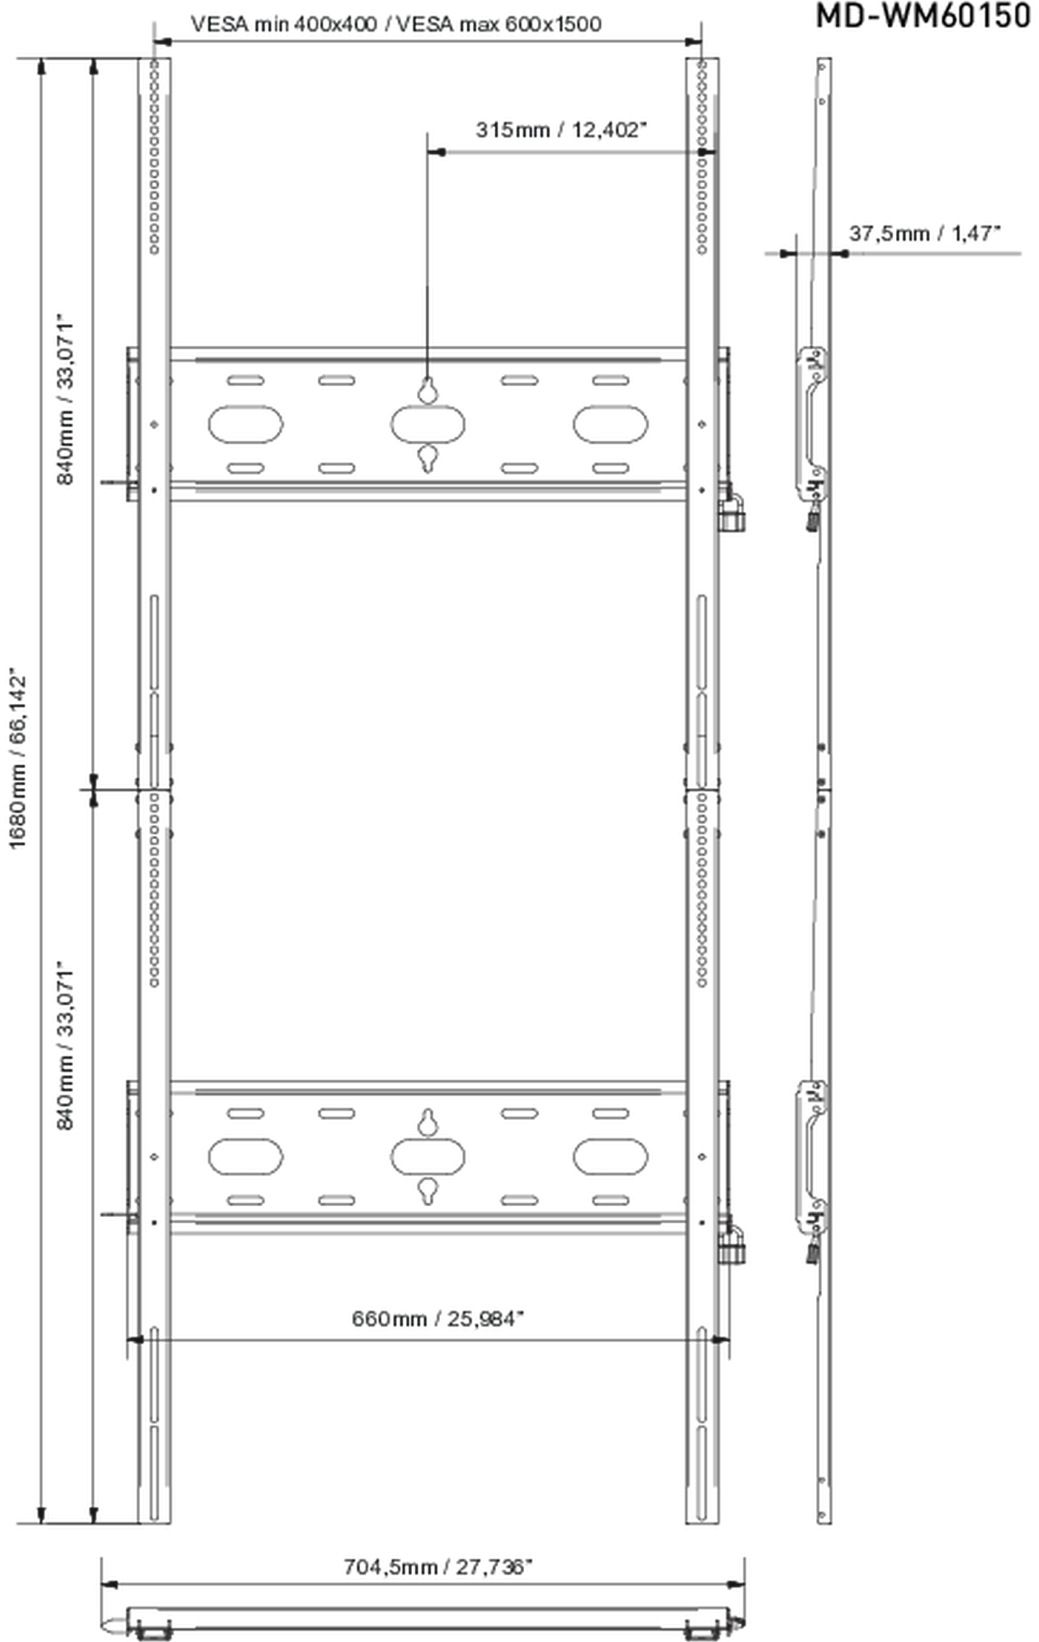 MD-WM60150
VESA min 400x400 / VESA max 600x1500
315mm / 12,402”
37,5mm / 1,47”
840mm / 33,071”
1680mm / 66,142”
840mm / 33,071”
660mm / 25,984”
704,5mm / 27,736”